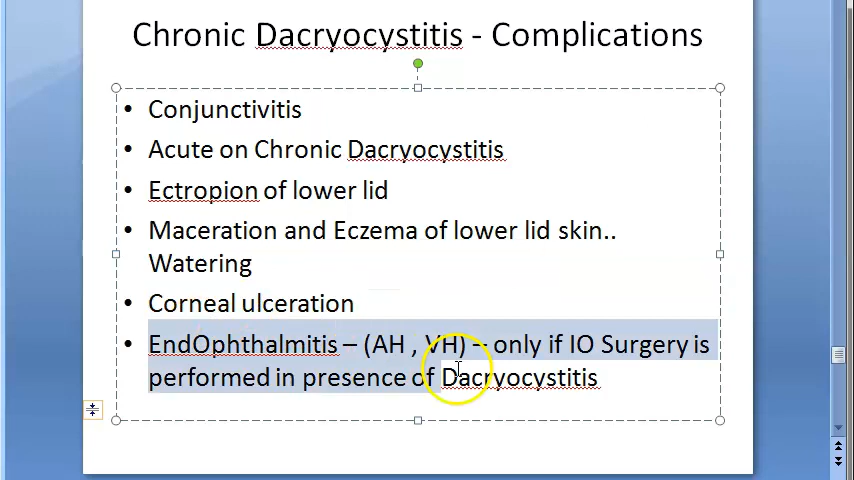 Chronic Dacryocystitis - Complications
• Conjunctivitis
• Acute on Chronic Dacryocystitis
• Ectropion of lower lid
• Maceration and Eczema of lower lid skin..
Watering
• Corneal ulceration
• EndOphthalmitis – (AH , VH) – only if IO Surgery is
performed in presence of Dacryocystitis